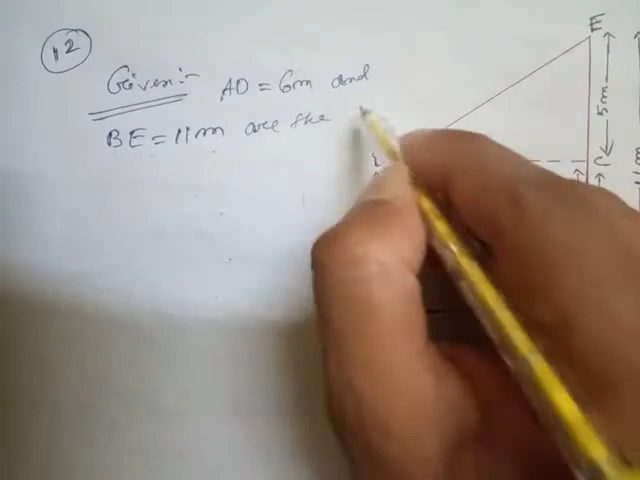 12
Given:- AD = 6m and
BE = 11m are the
E
5m
C
m